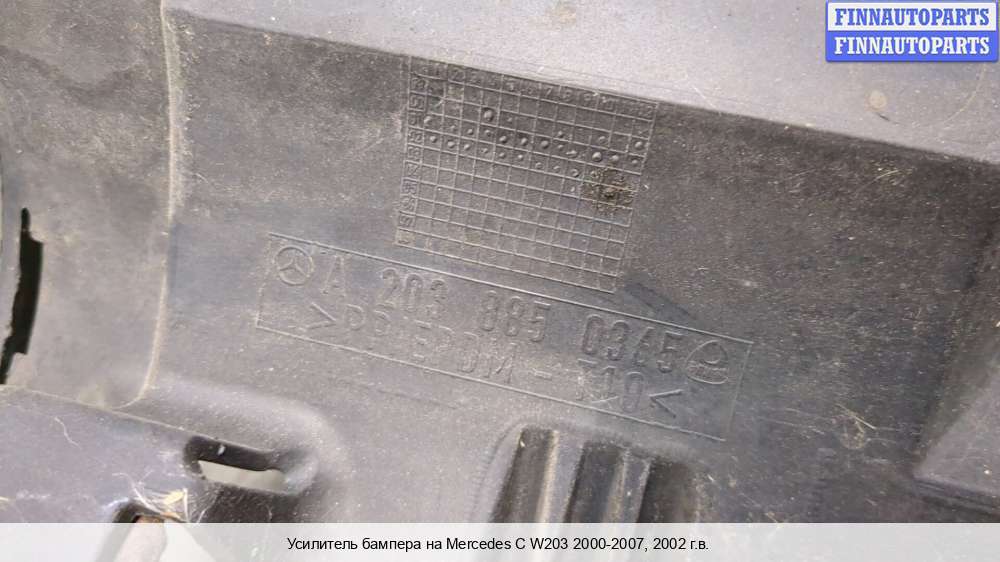 FINNAUTOPARTS
FINNAUTOPARTS
A 203 885 0365
>PP EPDM - T10<
Усилитель бампера на Mercedes C W203 2000-2007, 2002 г.в.